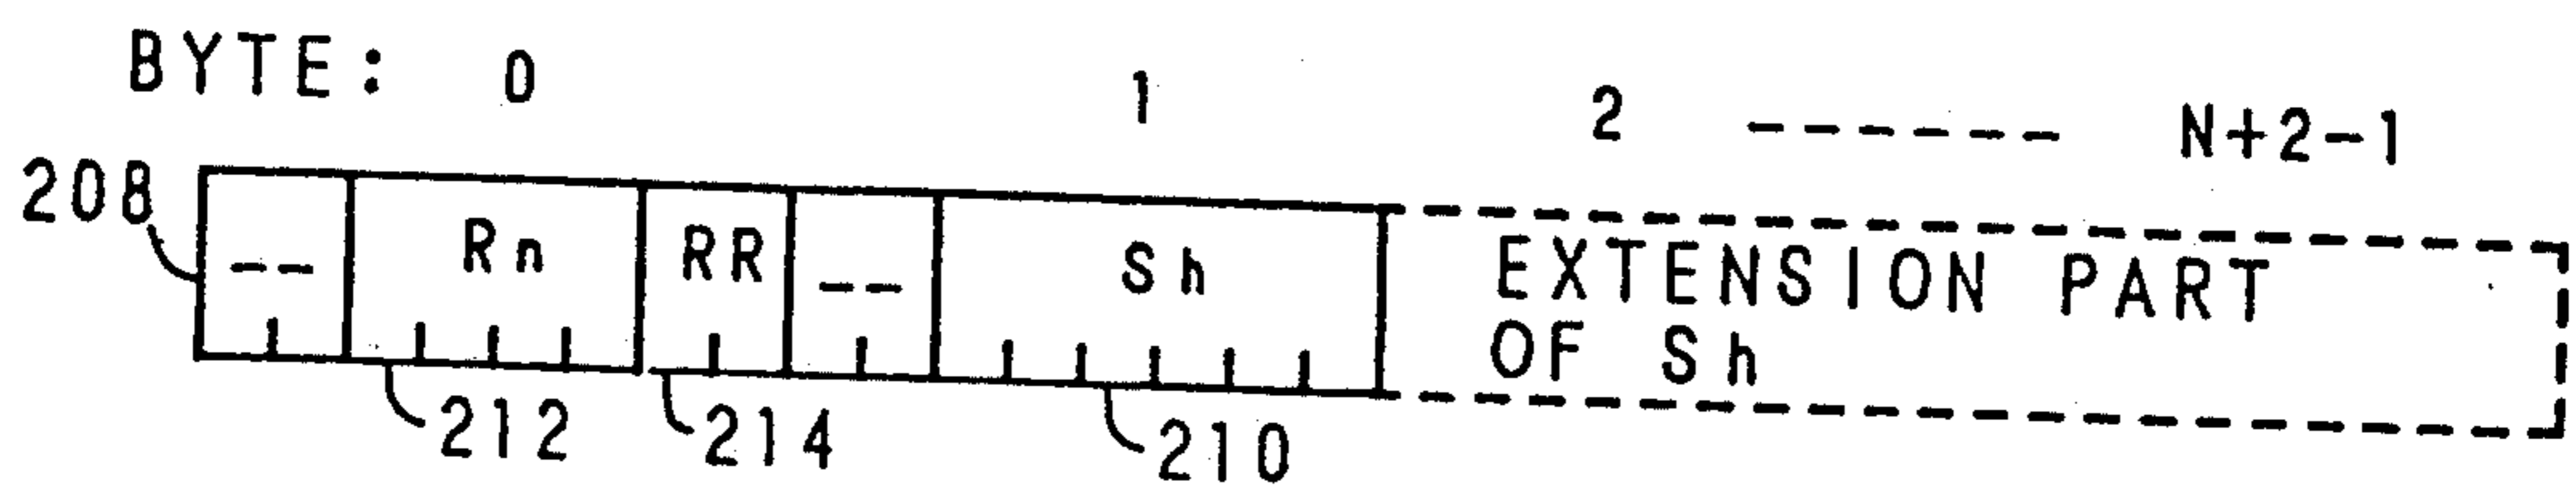 BYTE: 0 1 2 ------ N+2-1
208
-- Rn RR -- Sh EXTENSION PART
OF Sh
212 214 210